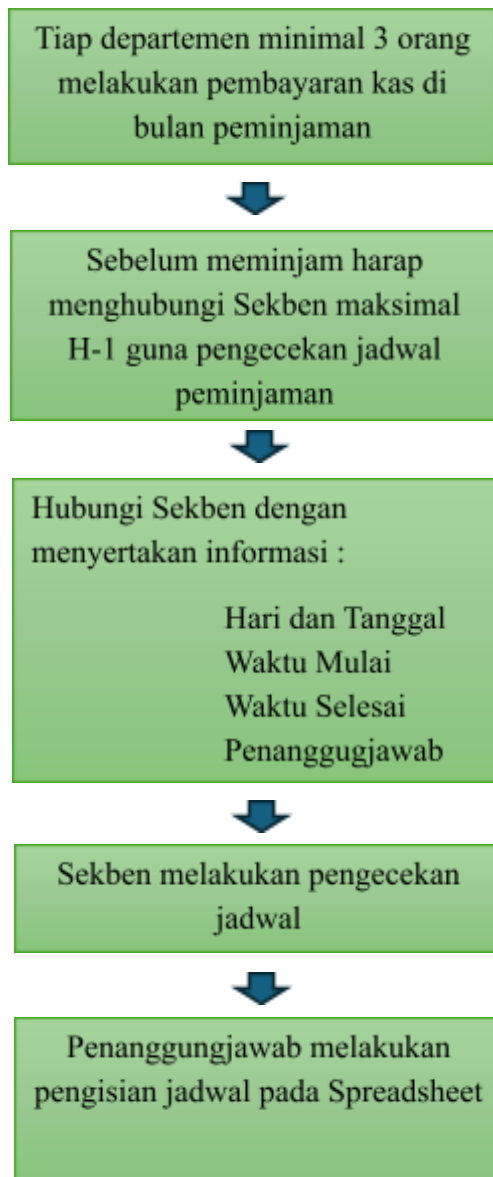 Tiap departemen minimal 3 orang
melakukan pembayaran kas di
bulan peminjaman
Sebelum meminjam harap
menghubungi Sekben maksimal
H-1 guna pengecekan jadwal
peminjaman
Hubungi Sekben dengan
menyertakan informasi :
Hari dan Tanggal
Waktu Mulai
Waktu Selesai
Penanggugjawab
Sekben melakukan pengecekan
jadwal
Penanggungjawab melakukan
pengisian jadwal pada Spreadsheet